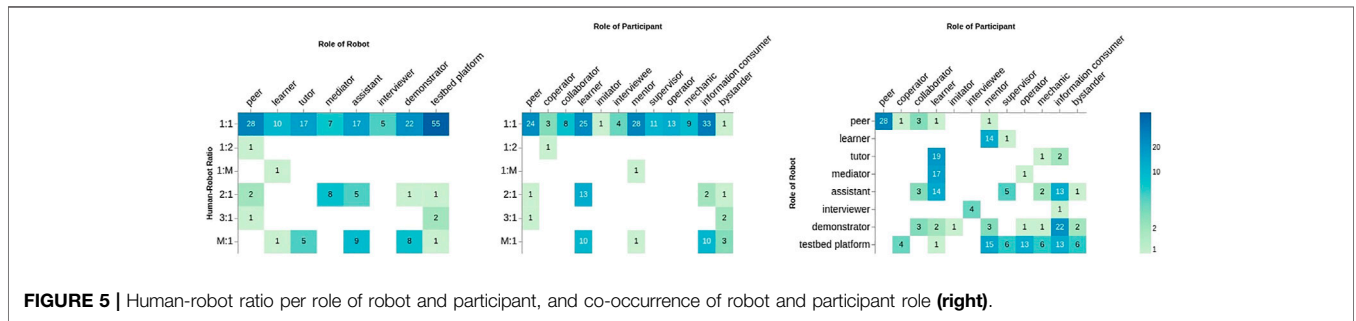 Role of Robot
peer learner tutor mediator assistant interviewer demonstrator testbed platform
Human-Robot Ratio
1:1 28 10 17 7 17 5 22 55
1:2 1
1:M 1
2:1 2 8 5 1 1
3:1 1 2
M:1 1 5 9 8 1
Role of Participant
peer coperator collaborator learner imitator interviewee mentor supervisor operator mechanic information consumer bystander
1:1 24 3 8 25 1 4 28 11 13 9 33 1
1:2 1
1:M 1
2:1 1 13 2 1
3:1 1 2
M:1 10 1 10 3
Role of Participant
peer coperator collaborator learner imitator interviewee mentor supervisor operator mechanic information consumer bystander
Role of Robot
peer 28 1 3 1 1
learner 14 1
tutor 19 1 2
mediator 17 1
assistant 3 14 5 2 13 1
interviewer 4 1
demonstrator 3 2 1 3 1 1 22 2
testbed platform 4 1 15 6 13 6 13 6
20
10
2
1
FIGURE 5 | Human-robot ratio per role of robot and participant, and co-occurrence of robot and participant role (right).